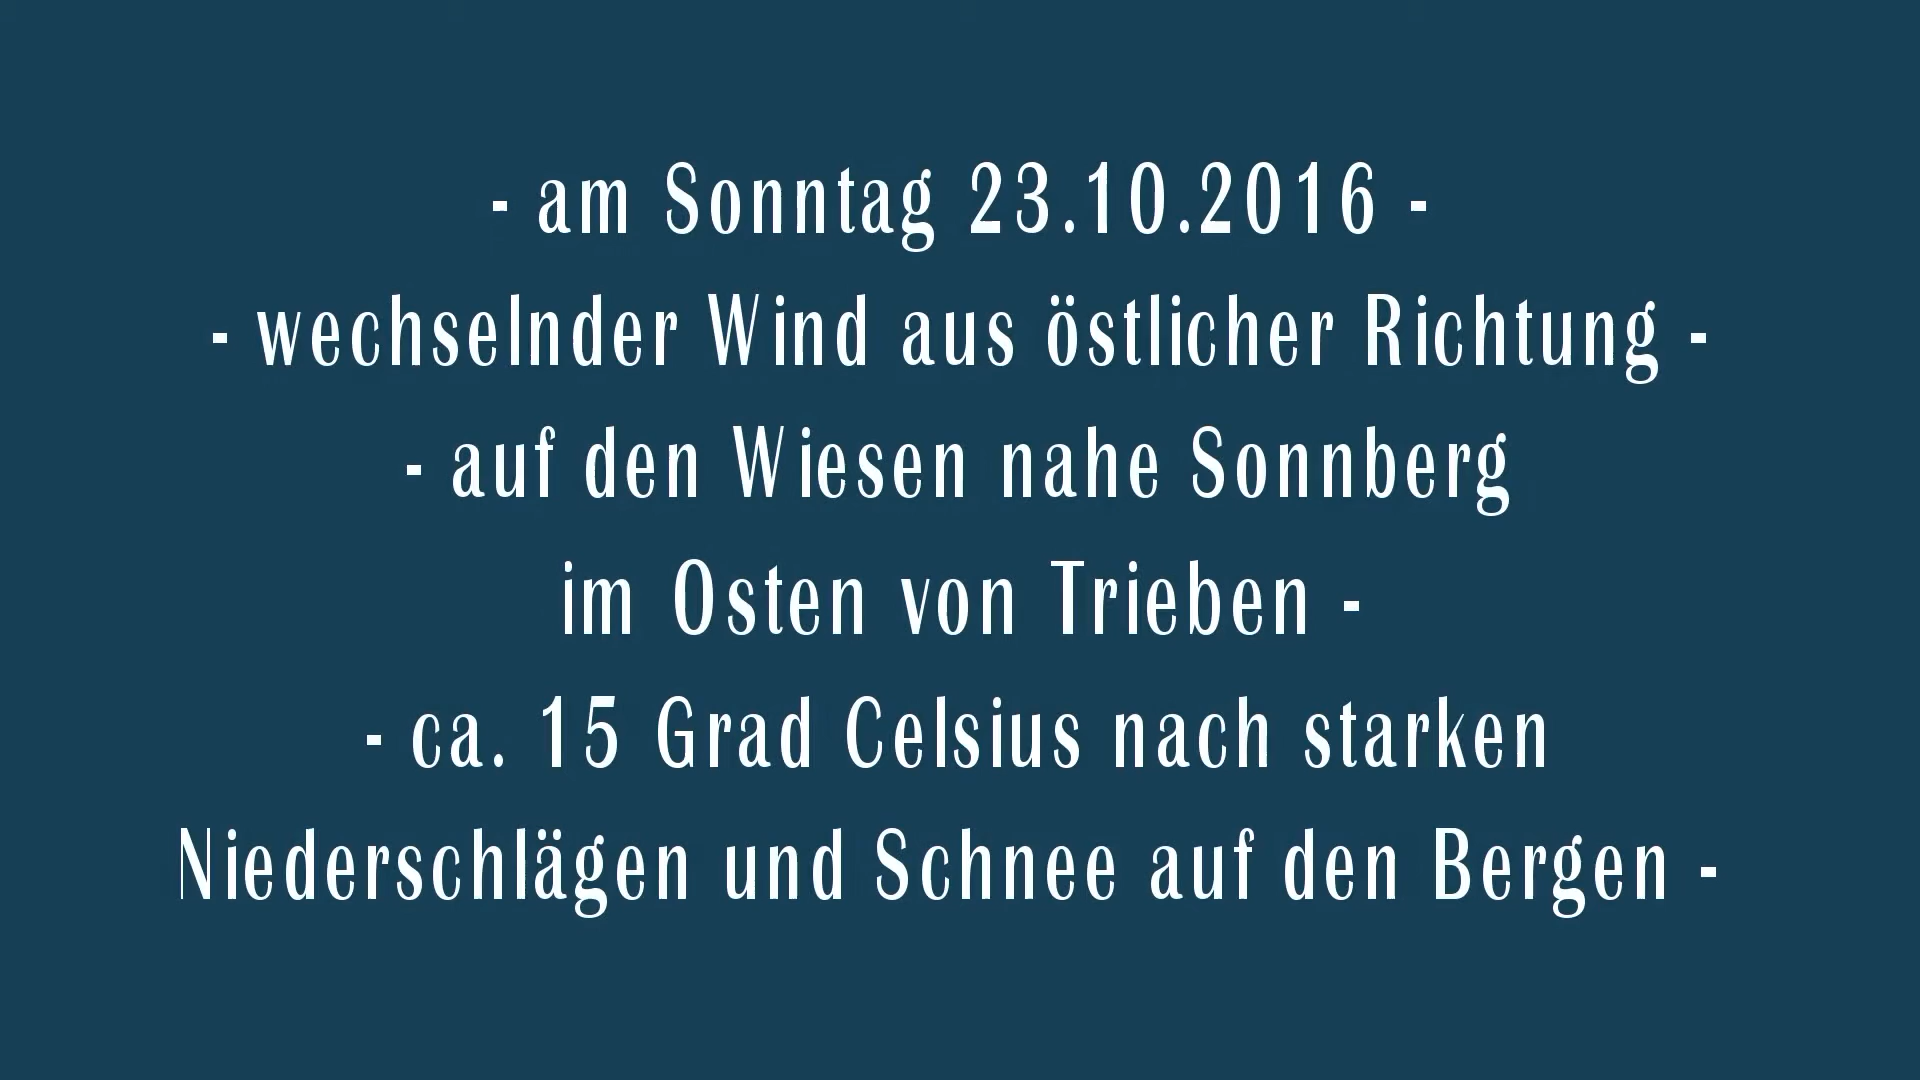 - am Sonntag 23.10.2016 -
- wechselnder Wind aus östlicher Richtung -
- auf den Wiesen nahe Sonnberg
im Osten von Trieben -
- ca. 15 Grad Celsius nach starken
Niederschlägen und Schnee auf den Bergen -